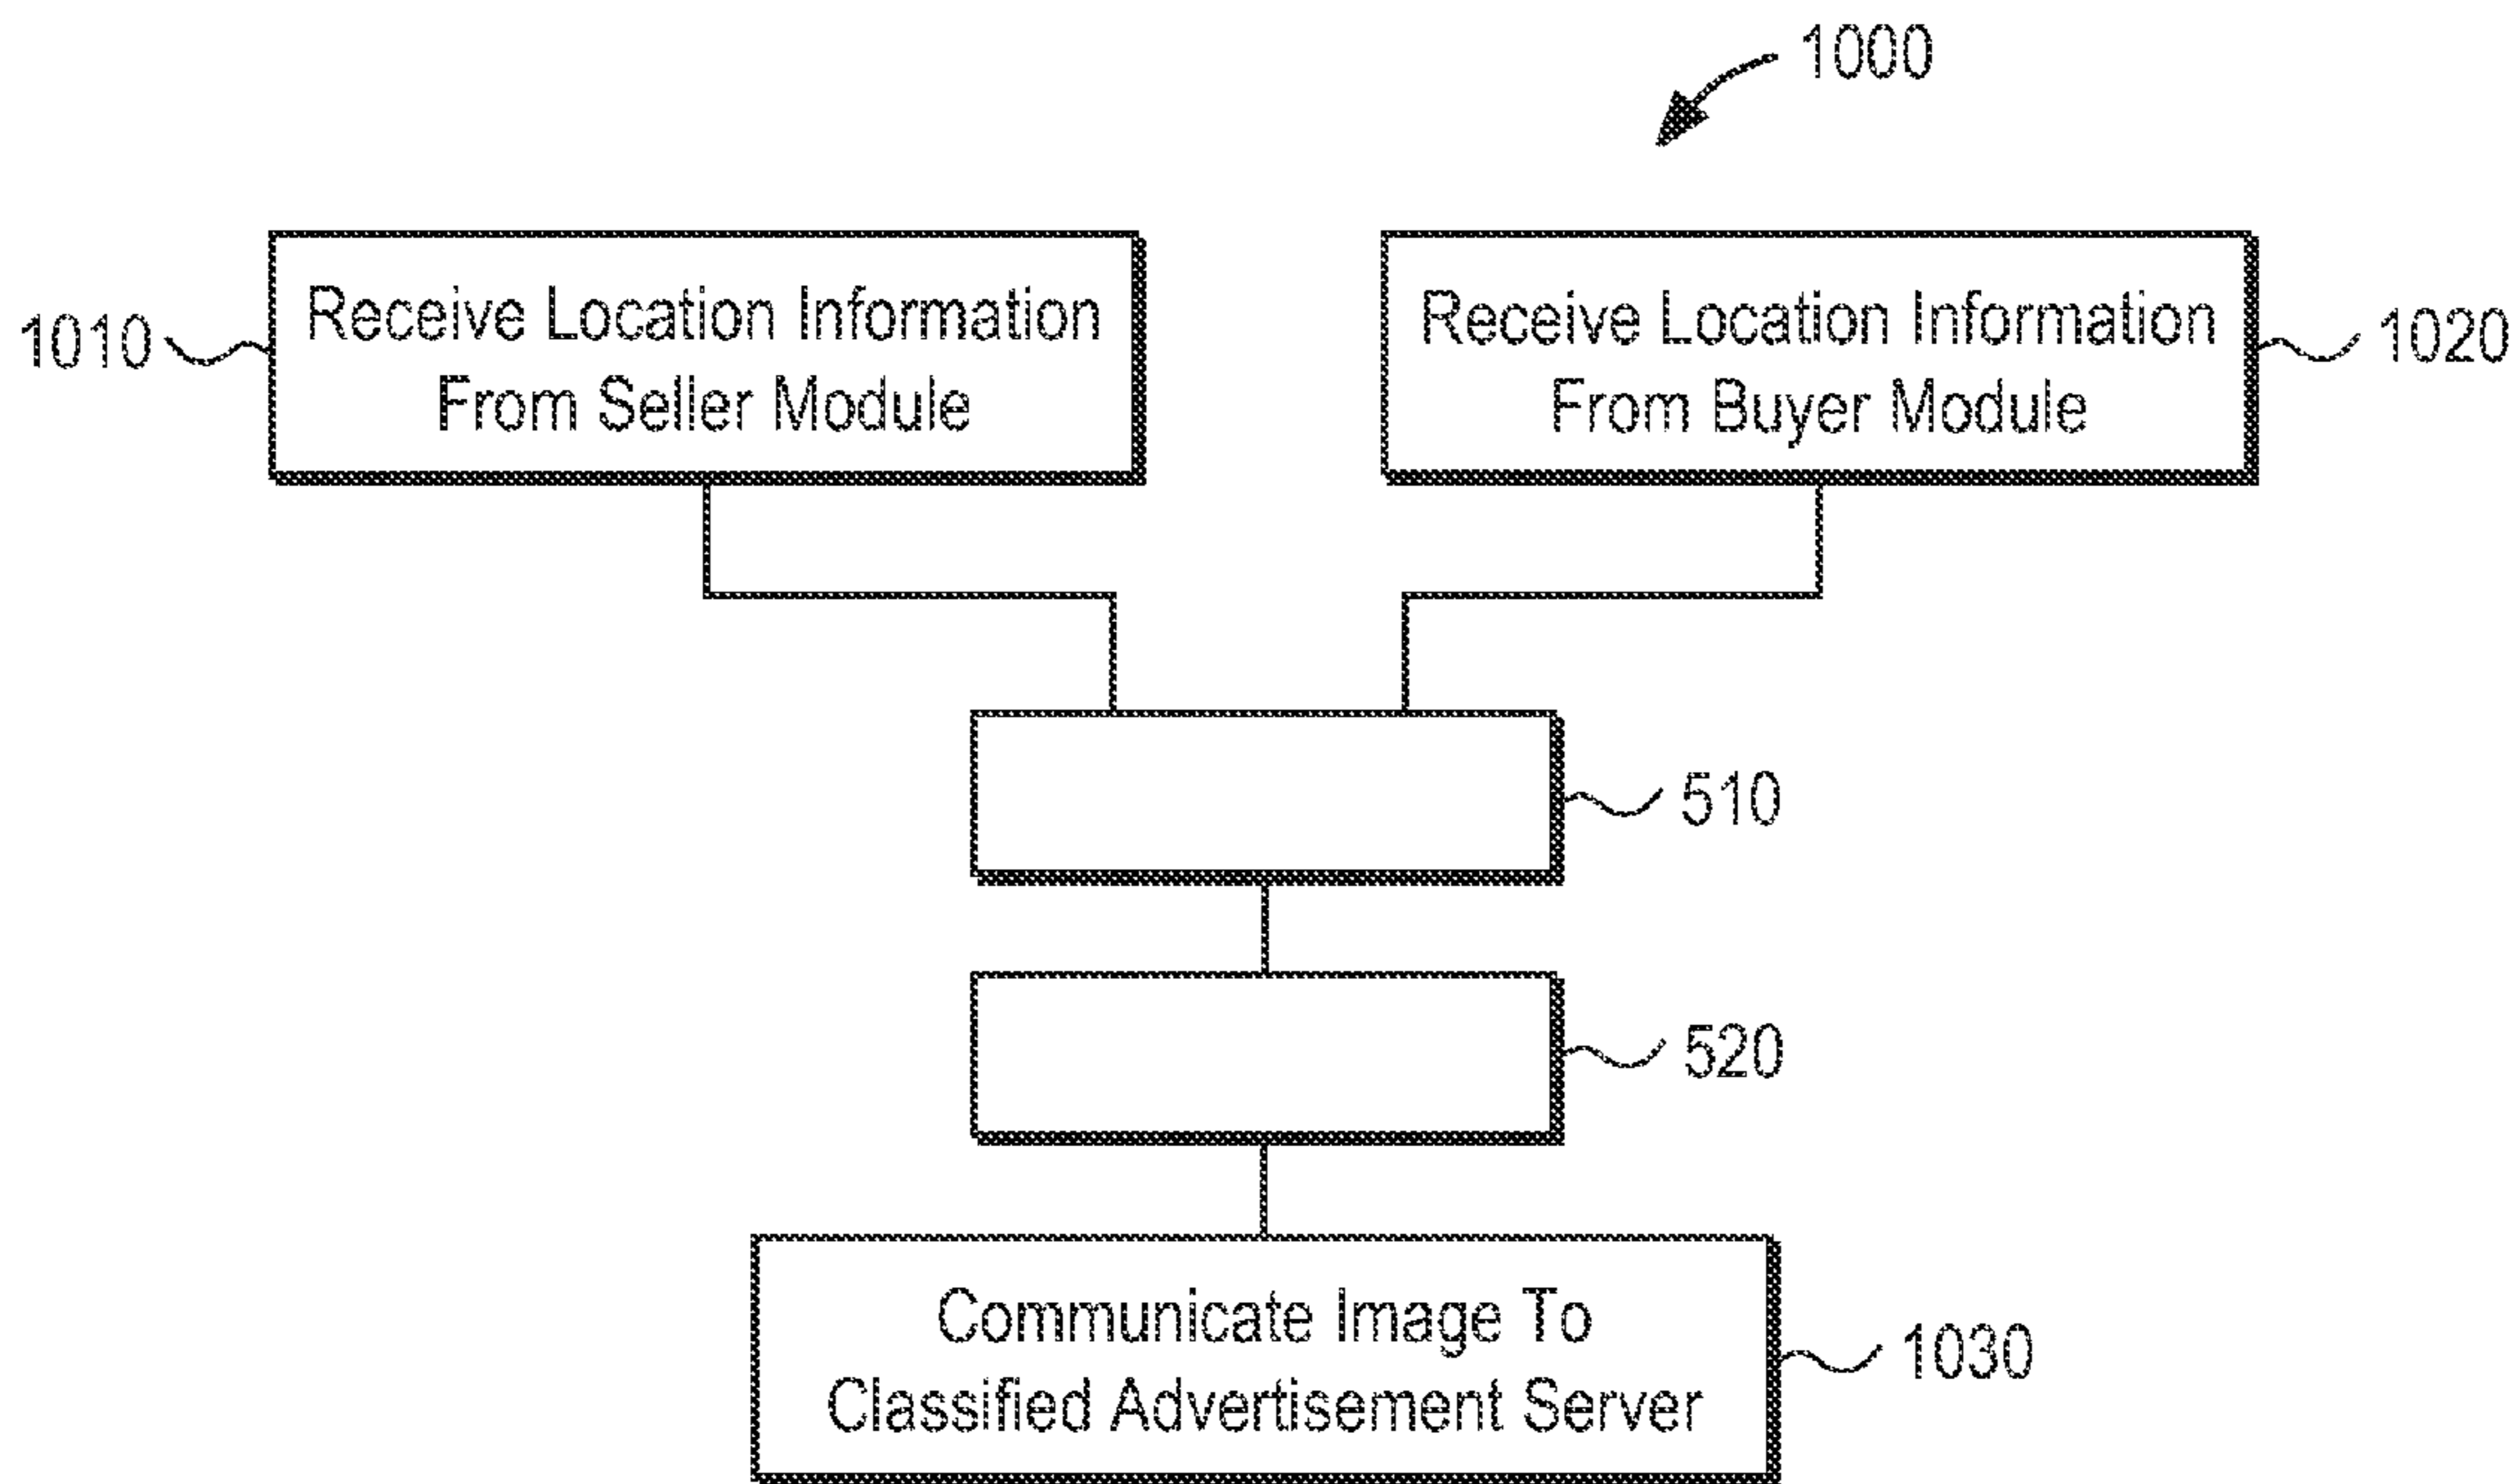 1000
1010
Receive Location Information
From Seller Module
Receive Location Information
From Buyer Module
1020
510
520
Communicate Image To
Classified Advertisement Server
1030